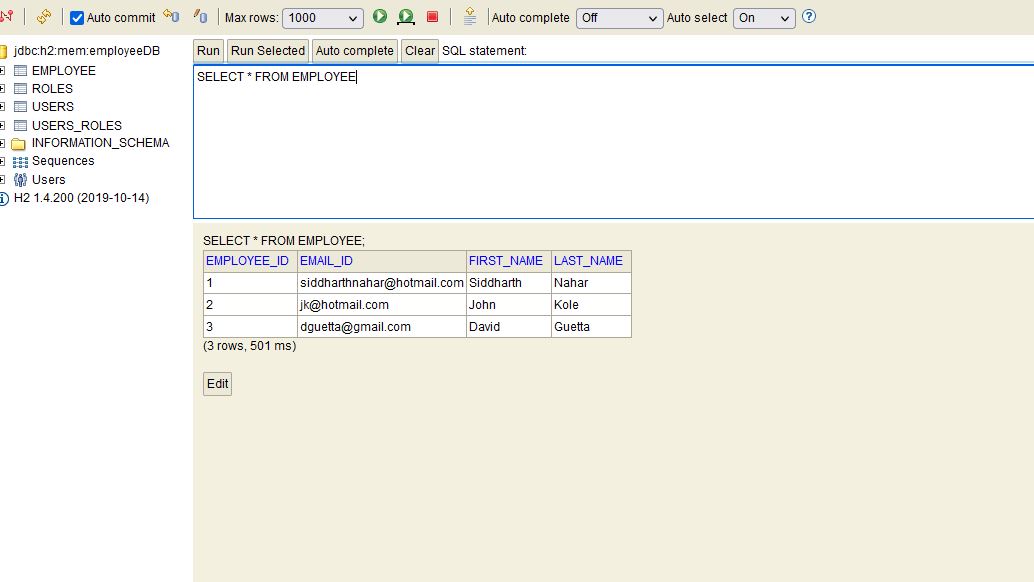 Auto commit Max rows: 1000 Auto complete Off Auto select On ?
jdbc:h2:mem:employeeDB
EMPLOYEE
ROLES
USERS
USERS_ROLES
INFORMATION_SCHEMA
Sequences
Users
H2 1.4.200 (2019-10-14)
Run Run Selected Auto complete Clear SQL statement:
SELECT * FROM EMPLOYEE
SELECT * FROM EMPLOYEE;
EMPLOYEE_ID EMAIL_ID FIRST_NAME LAST_NAME
1 siddharthnahar@hotmail.com Siddharth Nahar
2 jk@hotmail.com John Kole
3 dguetta@gmail.com David Guetta
(3 rows, 501 ms)
Edit